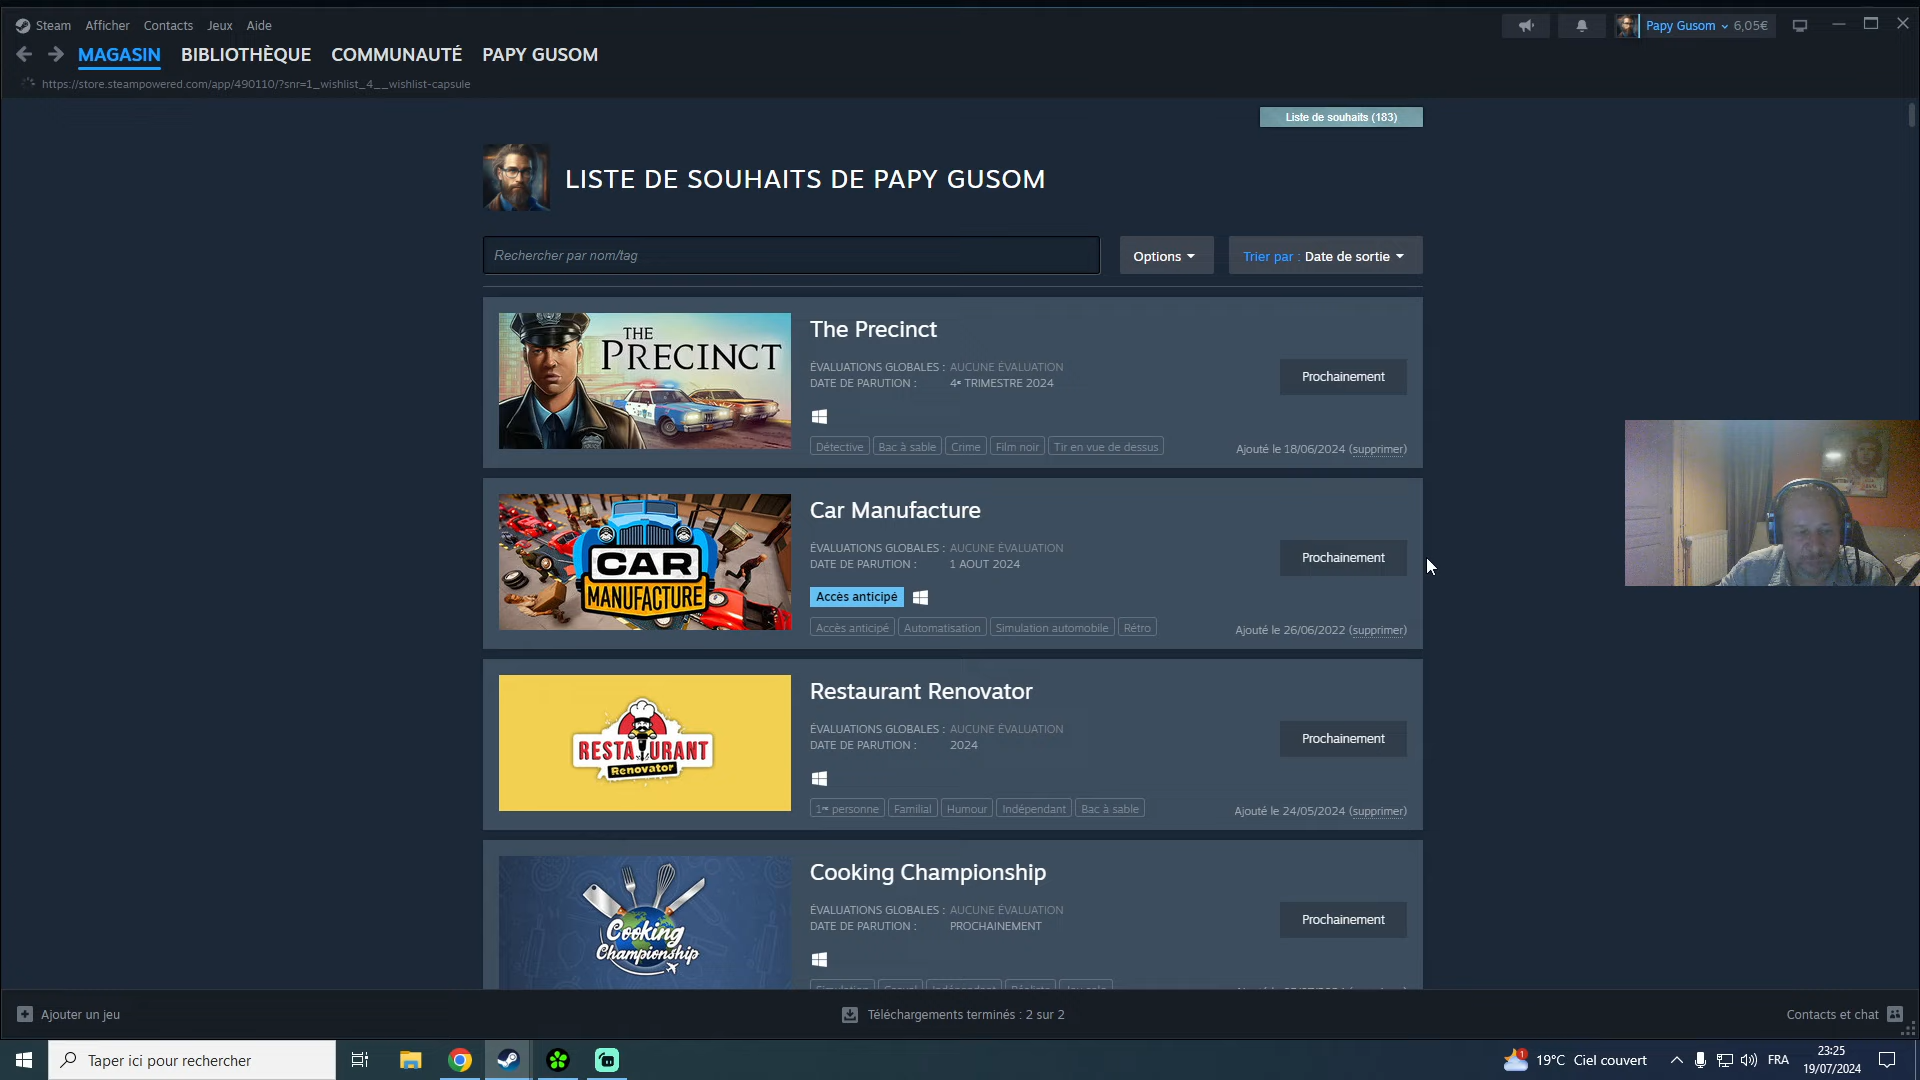 Steam Afficher Contacts Jeux Aide
Papy Gusom 6,05€
MAGASIN BIBLIOTHÈQUE COMMUNAUTÉ PAPY GUSOM
https://store.steampowered.com/app/490110/?snr=1_wishlist_4__wishlist-capsule
Liste de souhaits (183)
LISTE DE SOUHAITS DE PAPY GUSOM
Rechercher par nom/tag
Options
Trier par : Date de sortie
THE PRECINCT
The Precinct
ÉVALUATIONS GLOBALES : AUCUNE ÉVALUATION
DATE DE PARUTION : 4ᵉ TRIMESTRE 2024
Prochainement
Détective Bac à sable Crime Film noir Tir en vue de dessus
Ajouté le 18/06/2024 (supprimer)
CAR MANUFACTURE
Car Manufacture
ÉVALUATIONS GLOBALES : AUCUNE ÉVALUATION
DATE DE PARUTION : 1 AOUT 2024
Prochainement
Accès anticipé
Accès anticipé Automatisation Simulation automobile Rétro
Ajouté le 26/06/2022 (supprimer)
RESTAURANT
Renovator
Restaurant Renovator
ÉVALUATIONS GLOBALES : AUCUNE ÉVALUATION
DATE DE PARUTION : 2024
Prochainement
1ʳᵉ personne Familial Humour Indépendant Bac à sable
Ajouté le 24/05/2024 (supprimer)
Cooking
Championship
Cooking Championship
ÉVALUATIONS GLOBALES : AUCUNE ÉVALUATION
DATE DE PARUTION : PROCHAINEMENT
Prochainement
Ajouter un jeu
Téléchargements terminés : 2 sur 2
Contacts et chat
Taper ici pour rechercher
1
19°C Ciel couvert
FRA
23:25
19/07/2024